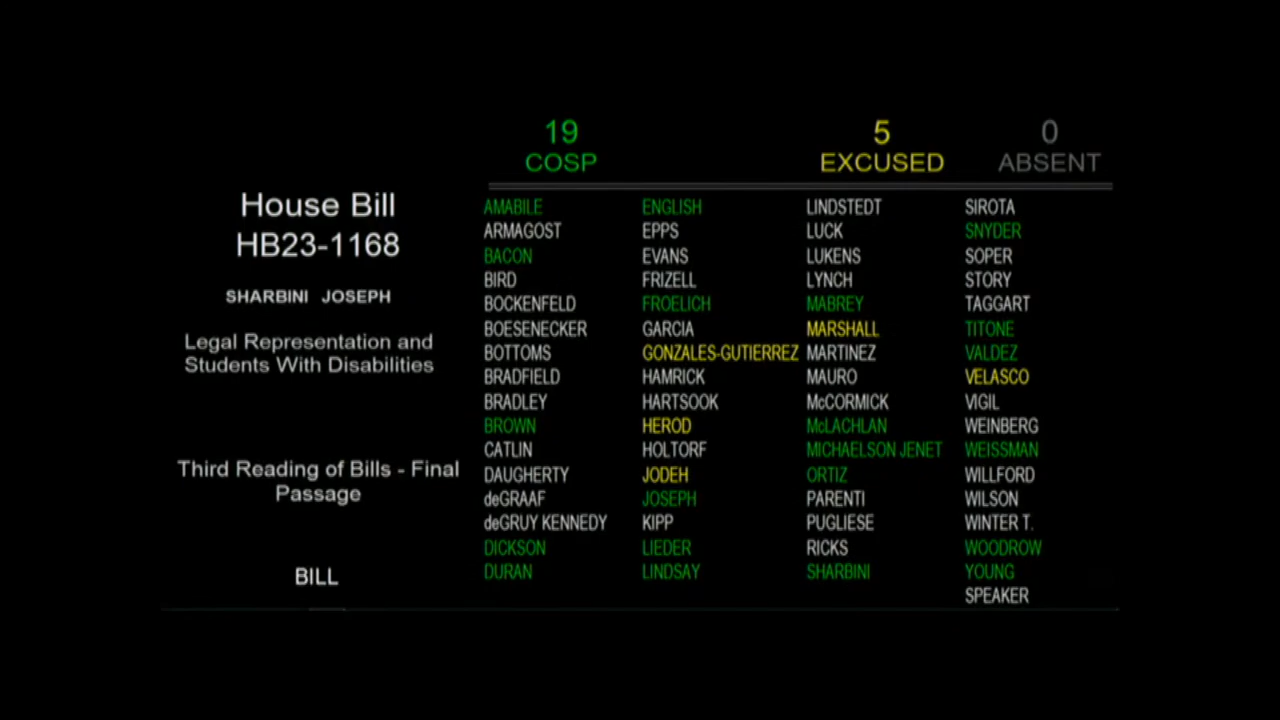 19 5 0
COSP EXCUSED ABSENT
House Bill
HB23-1168
SHARBINI JOSEPH
Legal Representation and
Students With Disabilities
Third Reading of Bills - Final
Passage
BILL
AMABILE ENGLISH LINDSTEDT SIROTA
ARMAGOST EPPS LUCK SNYDER
BACON EVANS LUKENS SOPER
BIRD FRIZELL LYNCH STORY
BOCKENFELD FROELICH MABREY TAGGART
BOESENECKER GARCIA MARSHALL TITONE
BOTTOMS GONZALES-GUTIERREZ MARTINEZ VALDEZ
BRADFIELD HAMRICK MAURO VELASCO
BRADLEY HARTSOOK McCORMICK VIGIL
BROWN HEROD McLACHLAN WEINBERG
CATLIN HOLTORF MICHAELSON JENET WEISSMAN
DAUGHERTY JODEH ORTIZ WILLFORD
deGRAAF JOSEPH PARENTI WILSON
deGRUY KENNEDY KIPP PUGLIESE WINTER T.
DICKSON LIEDER RICKS WOODROW
DURAN LINDSAY SHARBINI YOUNG
SPEAKER